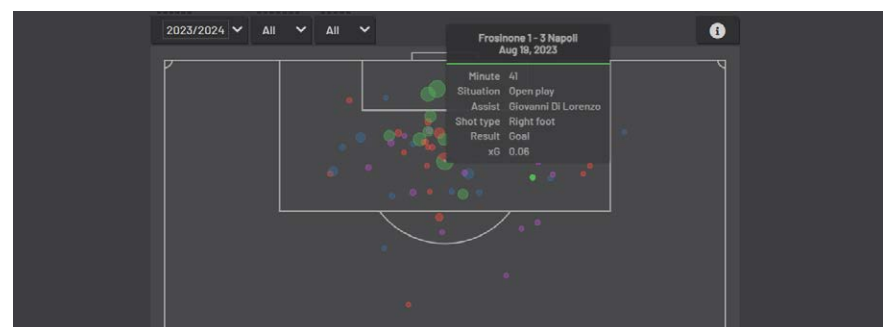 2023/2024
All
All
i
Frosinone 1 - 3 Napoli
Aug 19, 2023
Minute 41
Situation Open play
Assist Giovanni Di Lorenzo
Shot type Right foot
Result Goal
xG 0.06